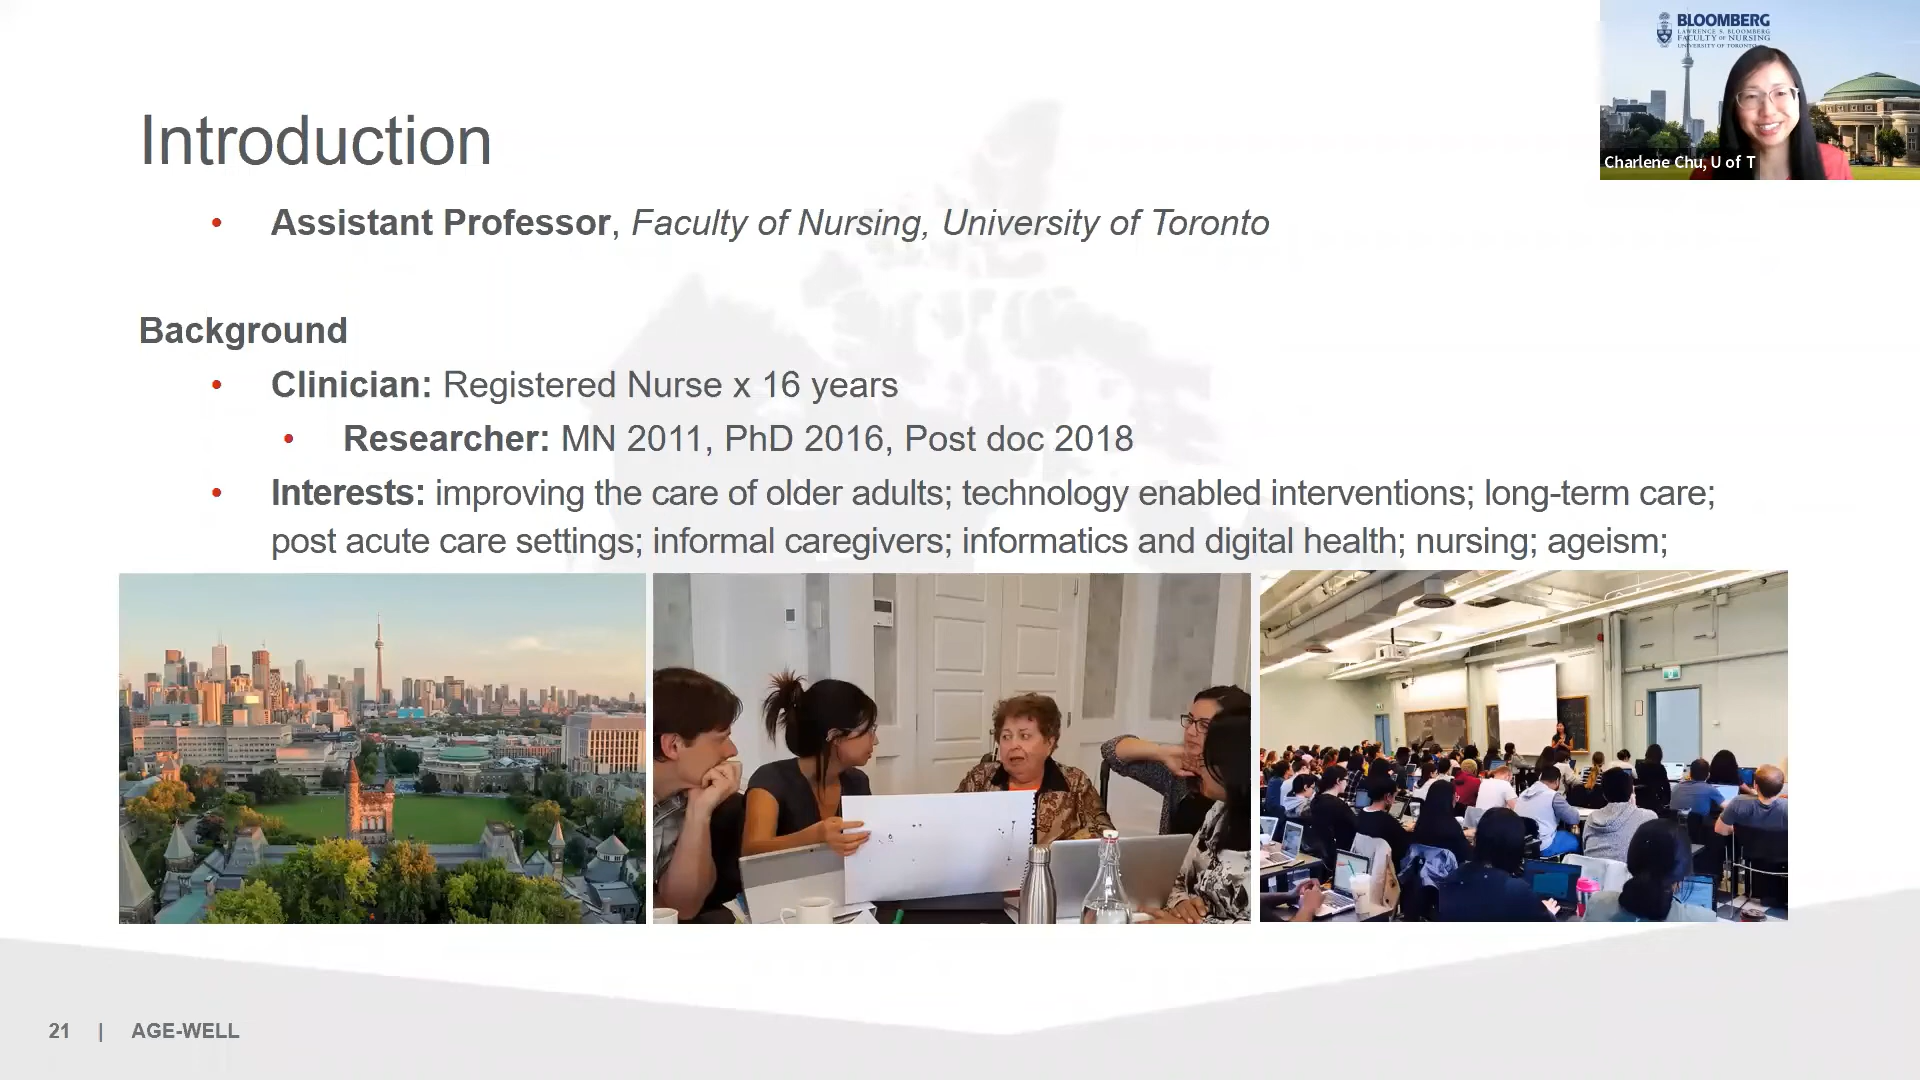 BLOOMBERG
LAWRENCE S. BLOOMBERG
FACULTY OF NURSING
UNIVERSITY OF TORONTO
Charlene Chu, U of T
Introduction
• Assistant Professor, Faculty of Nursing, University of Toronto
Background
• Clinician: Registered Nurse x 16 years
• Researcher: MN 2011, PhD 2016, Post doc 2018
• Interests: improving the care of older adults; technology enabled interventions; long-term care;
post acute care settings; informal caregivers; informatics and digital health; nursing; ageism;
21 | AGE-WELL